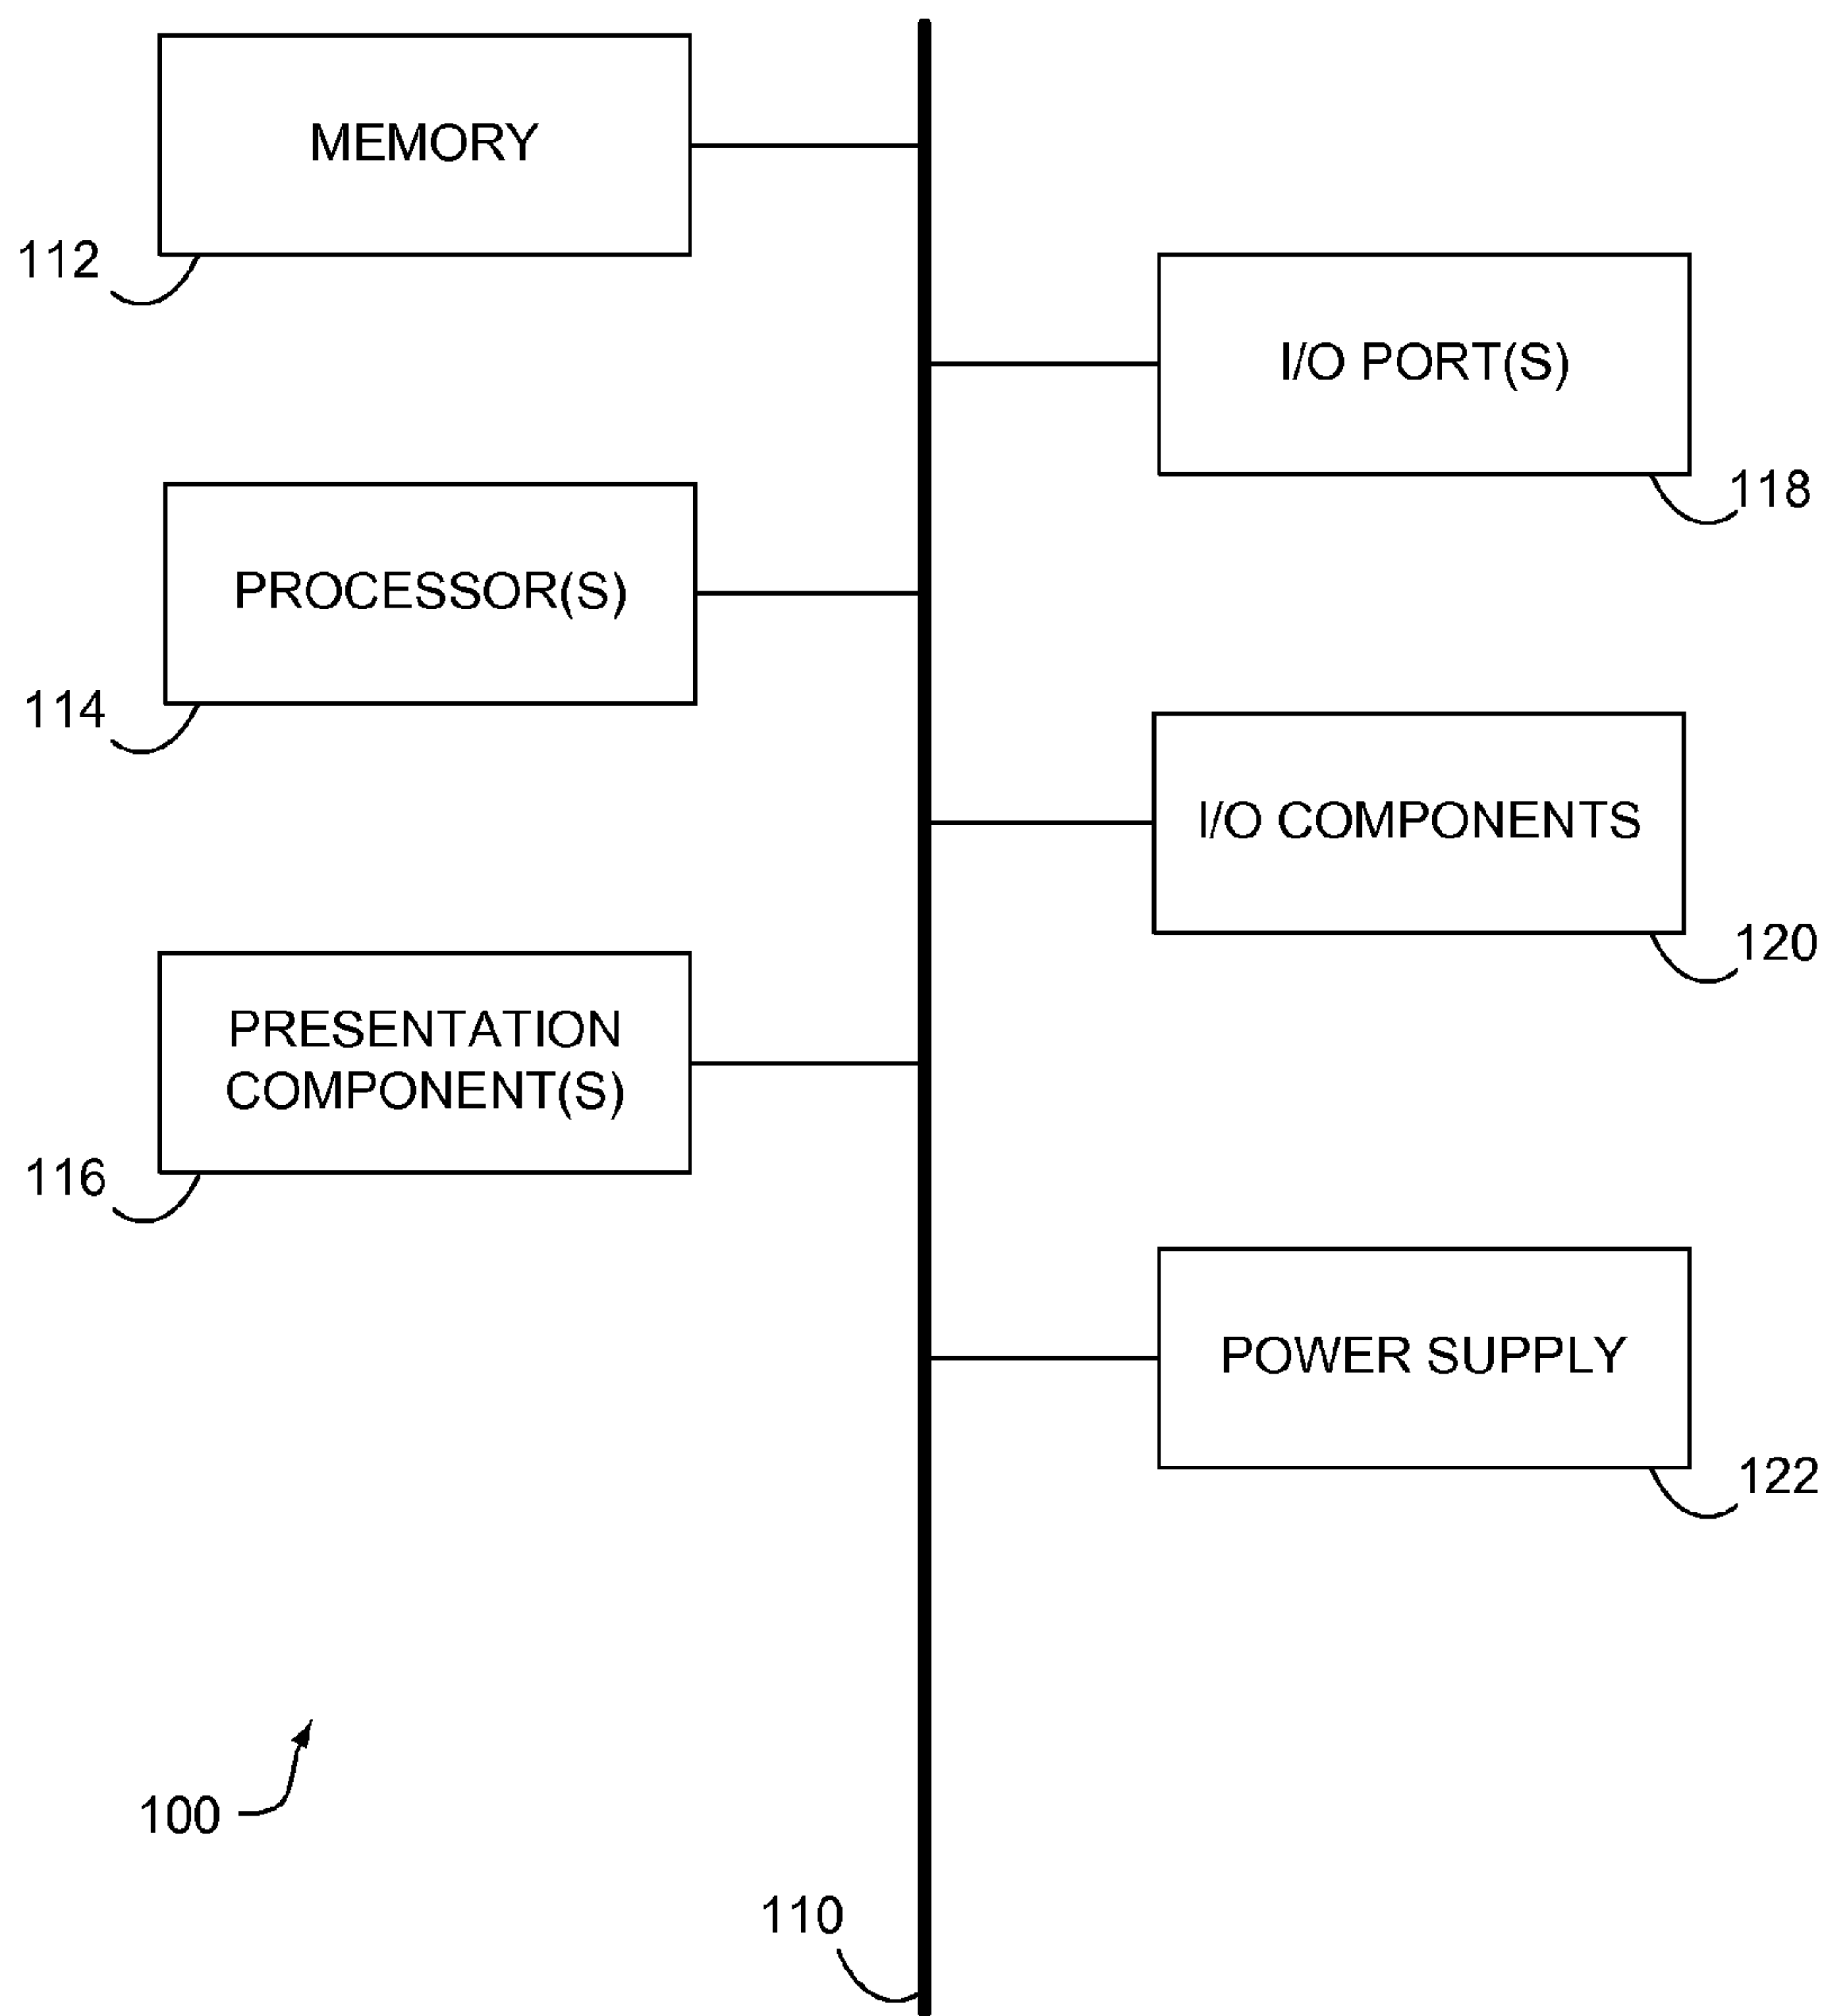 MEMORY
112
I/O PORT(S)
118
PROCESSOR(S)
114
I/O COMPONENTS
120
PRESENTATION
COMPONENT(S)
116
POWER SUPPLY
122
100
110